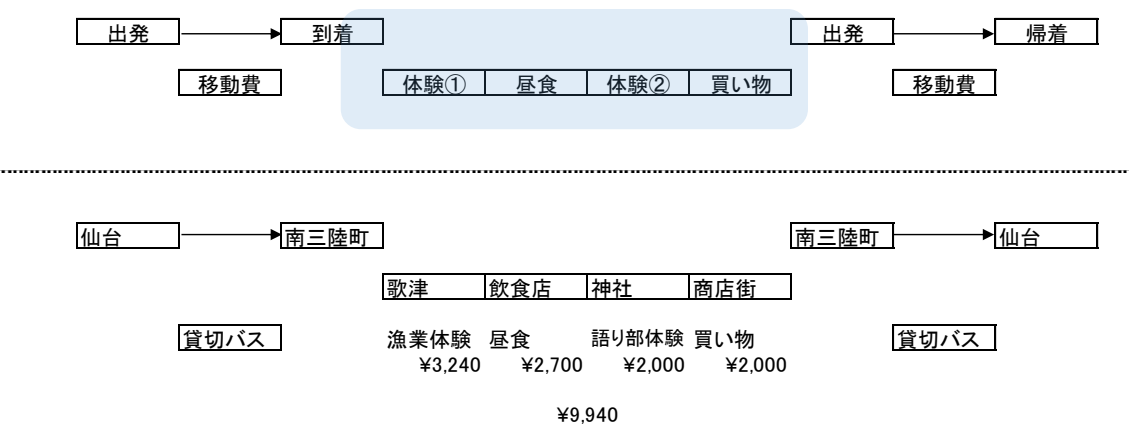 出発 到着 出発 帰着
移動費 体験① 昼食 体験② 買い物 移動費
仙台 南三陸町 南三陸町 仙台
歌津 飲食店 神社 商店街
貸切バス 漁業体験 昼食 語り部体験 買い物 貸切バス
¥3,240 ¥2,700 ¥2,000 ¥2,000
¥9,940